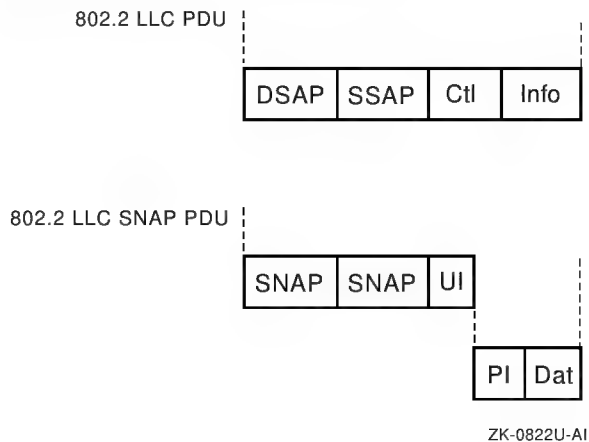 802.2 LLC PDU
DSAP SSAP Ctl Info
802.2 LLC SNAP PDU
SNAP SNAP UI
PI Dat
ZK-0822U-AI